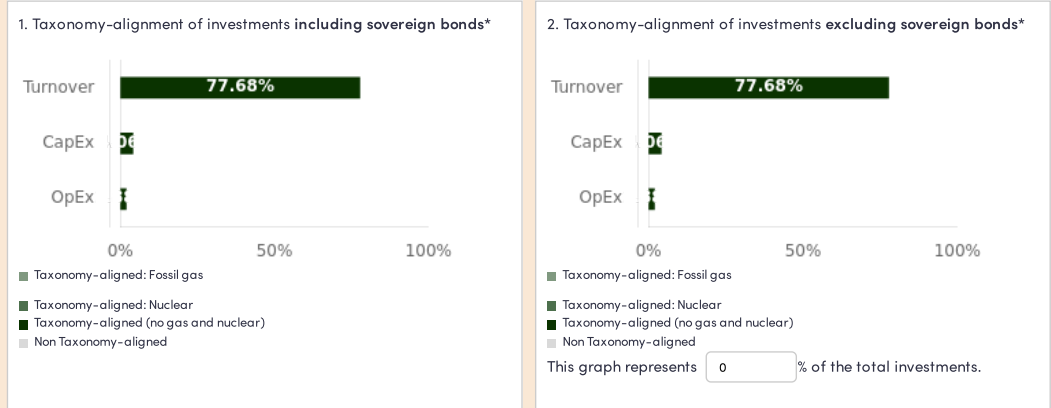 1. Taxonomy-alignment of investments including sovereign bonds*
Turnover
77.68%
CapEx
OpEx
0% 50% 100%
Taxonomy-aligned: Fossil gas
Taxonomy-aligned: Nuclear
Taxonomy-aligned (no gas and nuclear)
Non Taxonomy-aligned
2. Taxonomy-alignment of investments excluding sovereign bonds*
Turnover
77.68%
CapEx
OpEx
0% 50% 100%
Taxonomy-aligned: Fossil gas
Taxonomy-aligned: Nuclear
Taxonomy-aligned (no gas and nuclear)
Non Taxonomy-aligned
This graph represents 0 % of the total investments.